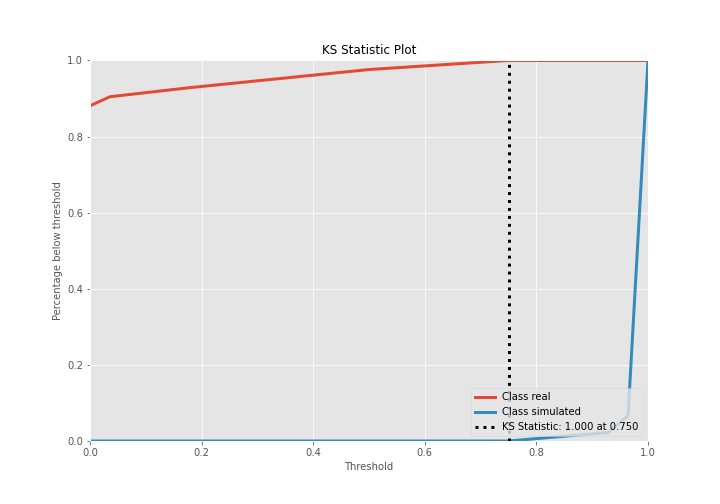 KS Statistic Plot
1.0
0.8
0.6
0.4
0.2
0.0
Percentage below threshold
0.0 0.2 0.4 0.6 0.8 1.0
Threshold
Class real
Class simulated
KS Statistic: 1.000 at 0.750